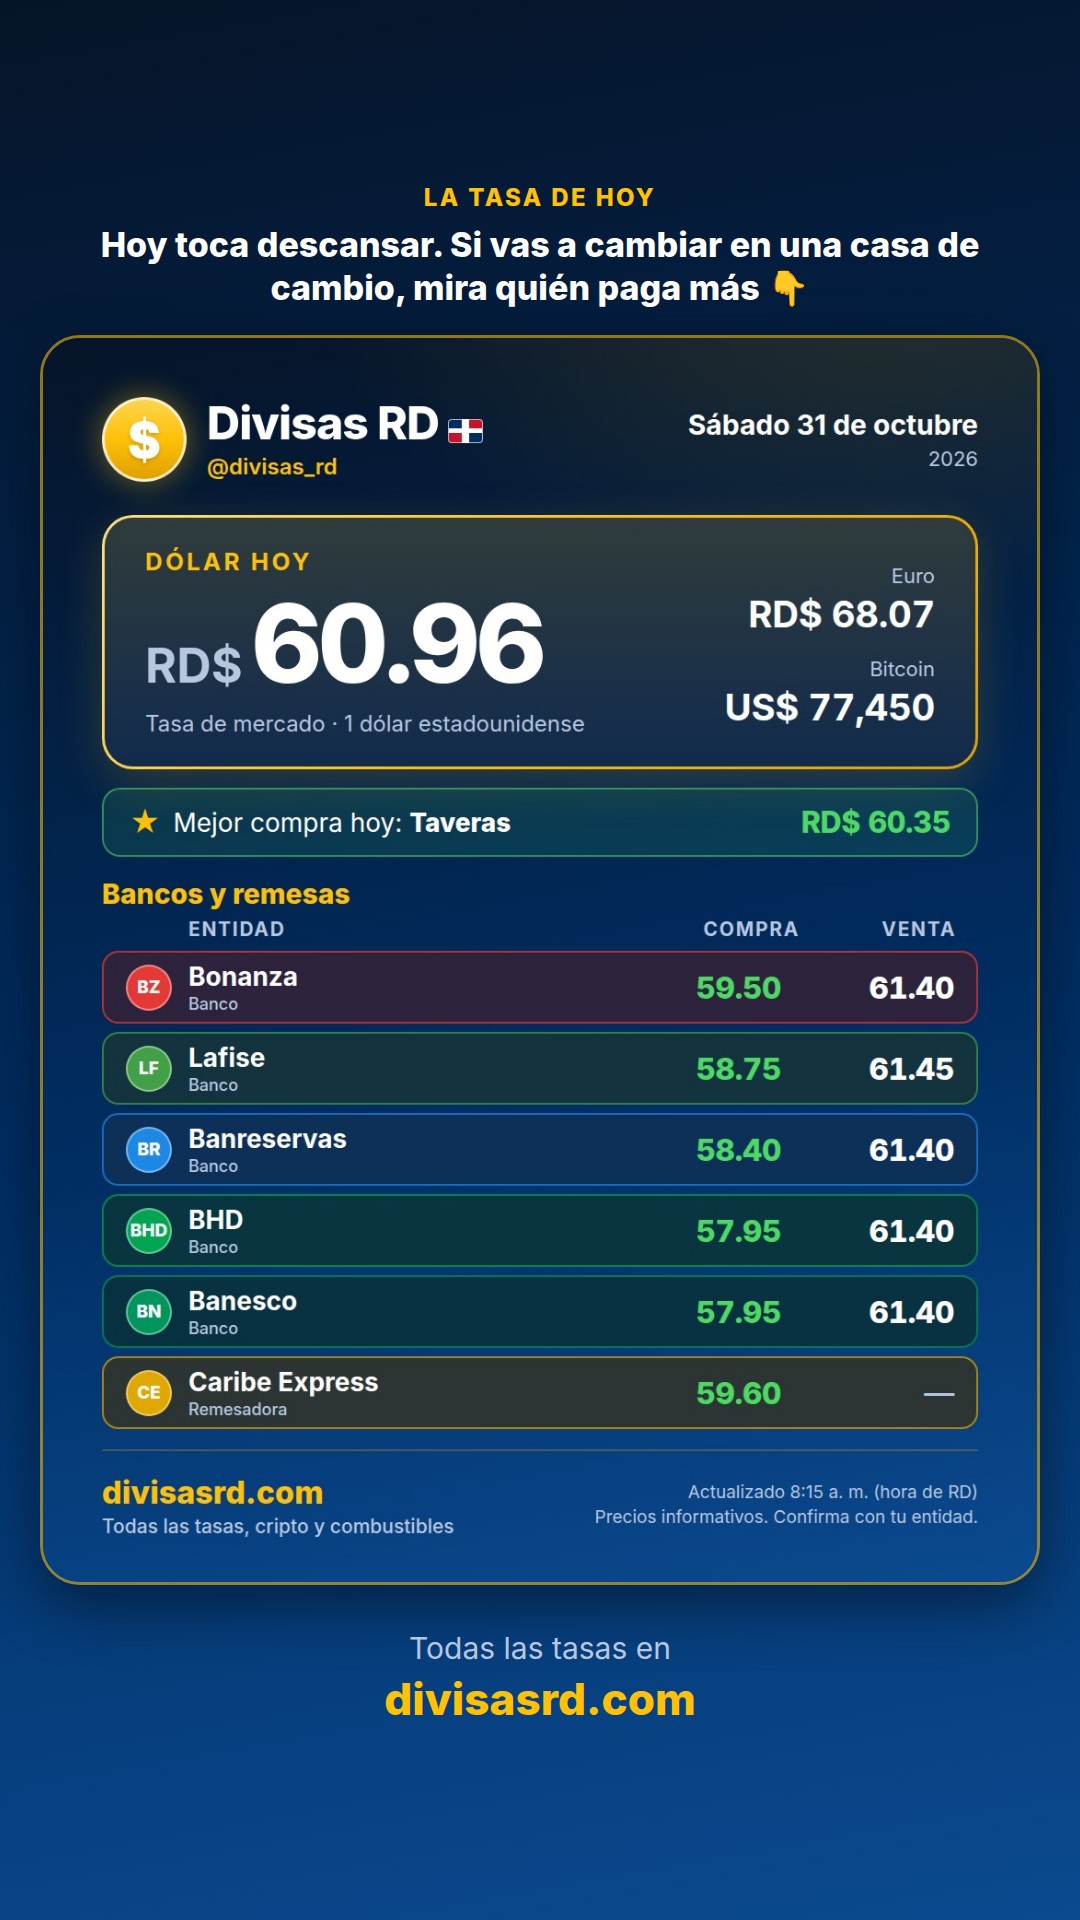 LA TASA DE HOY
Hoy toca descansar. Si vas a cambiar en una casa de
cambio, mira quién paga más 👇
$
Divisas RD 🇩🇴
@divisas_rd
Sábado 31 de octubre
2026
DÓLAR HOY
RD$ 60.96
Tasa de mercado · 1 dólar estadounidense
Euro
RD$ 68.07
Bitcoin
US$ 77,450
★ Mejor compra hoy: Taveras RD$ 60.35
Bancos y remesas
ENTIDAD COMPRA VENTA
BZ Bonanza 59.50 61.40
Banco
LF Lafise 58.75 61.45
Banco
BR Banreservas 58.40 61.40
Banco
BHD BHD 57.95 61.40
Banco
BN Banesco 57.95 61.40
Banco
CE Caribe Express 59.60 —
Remesadora
divisasrd.com
Todas las tasas, cripto y combustibles
Actualizado 8:15 a. m. (hora de RD)
Precios informativos. Confirma con tu entidad.
Todas las tasas en
divisasrd.com